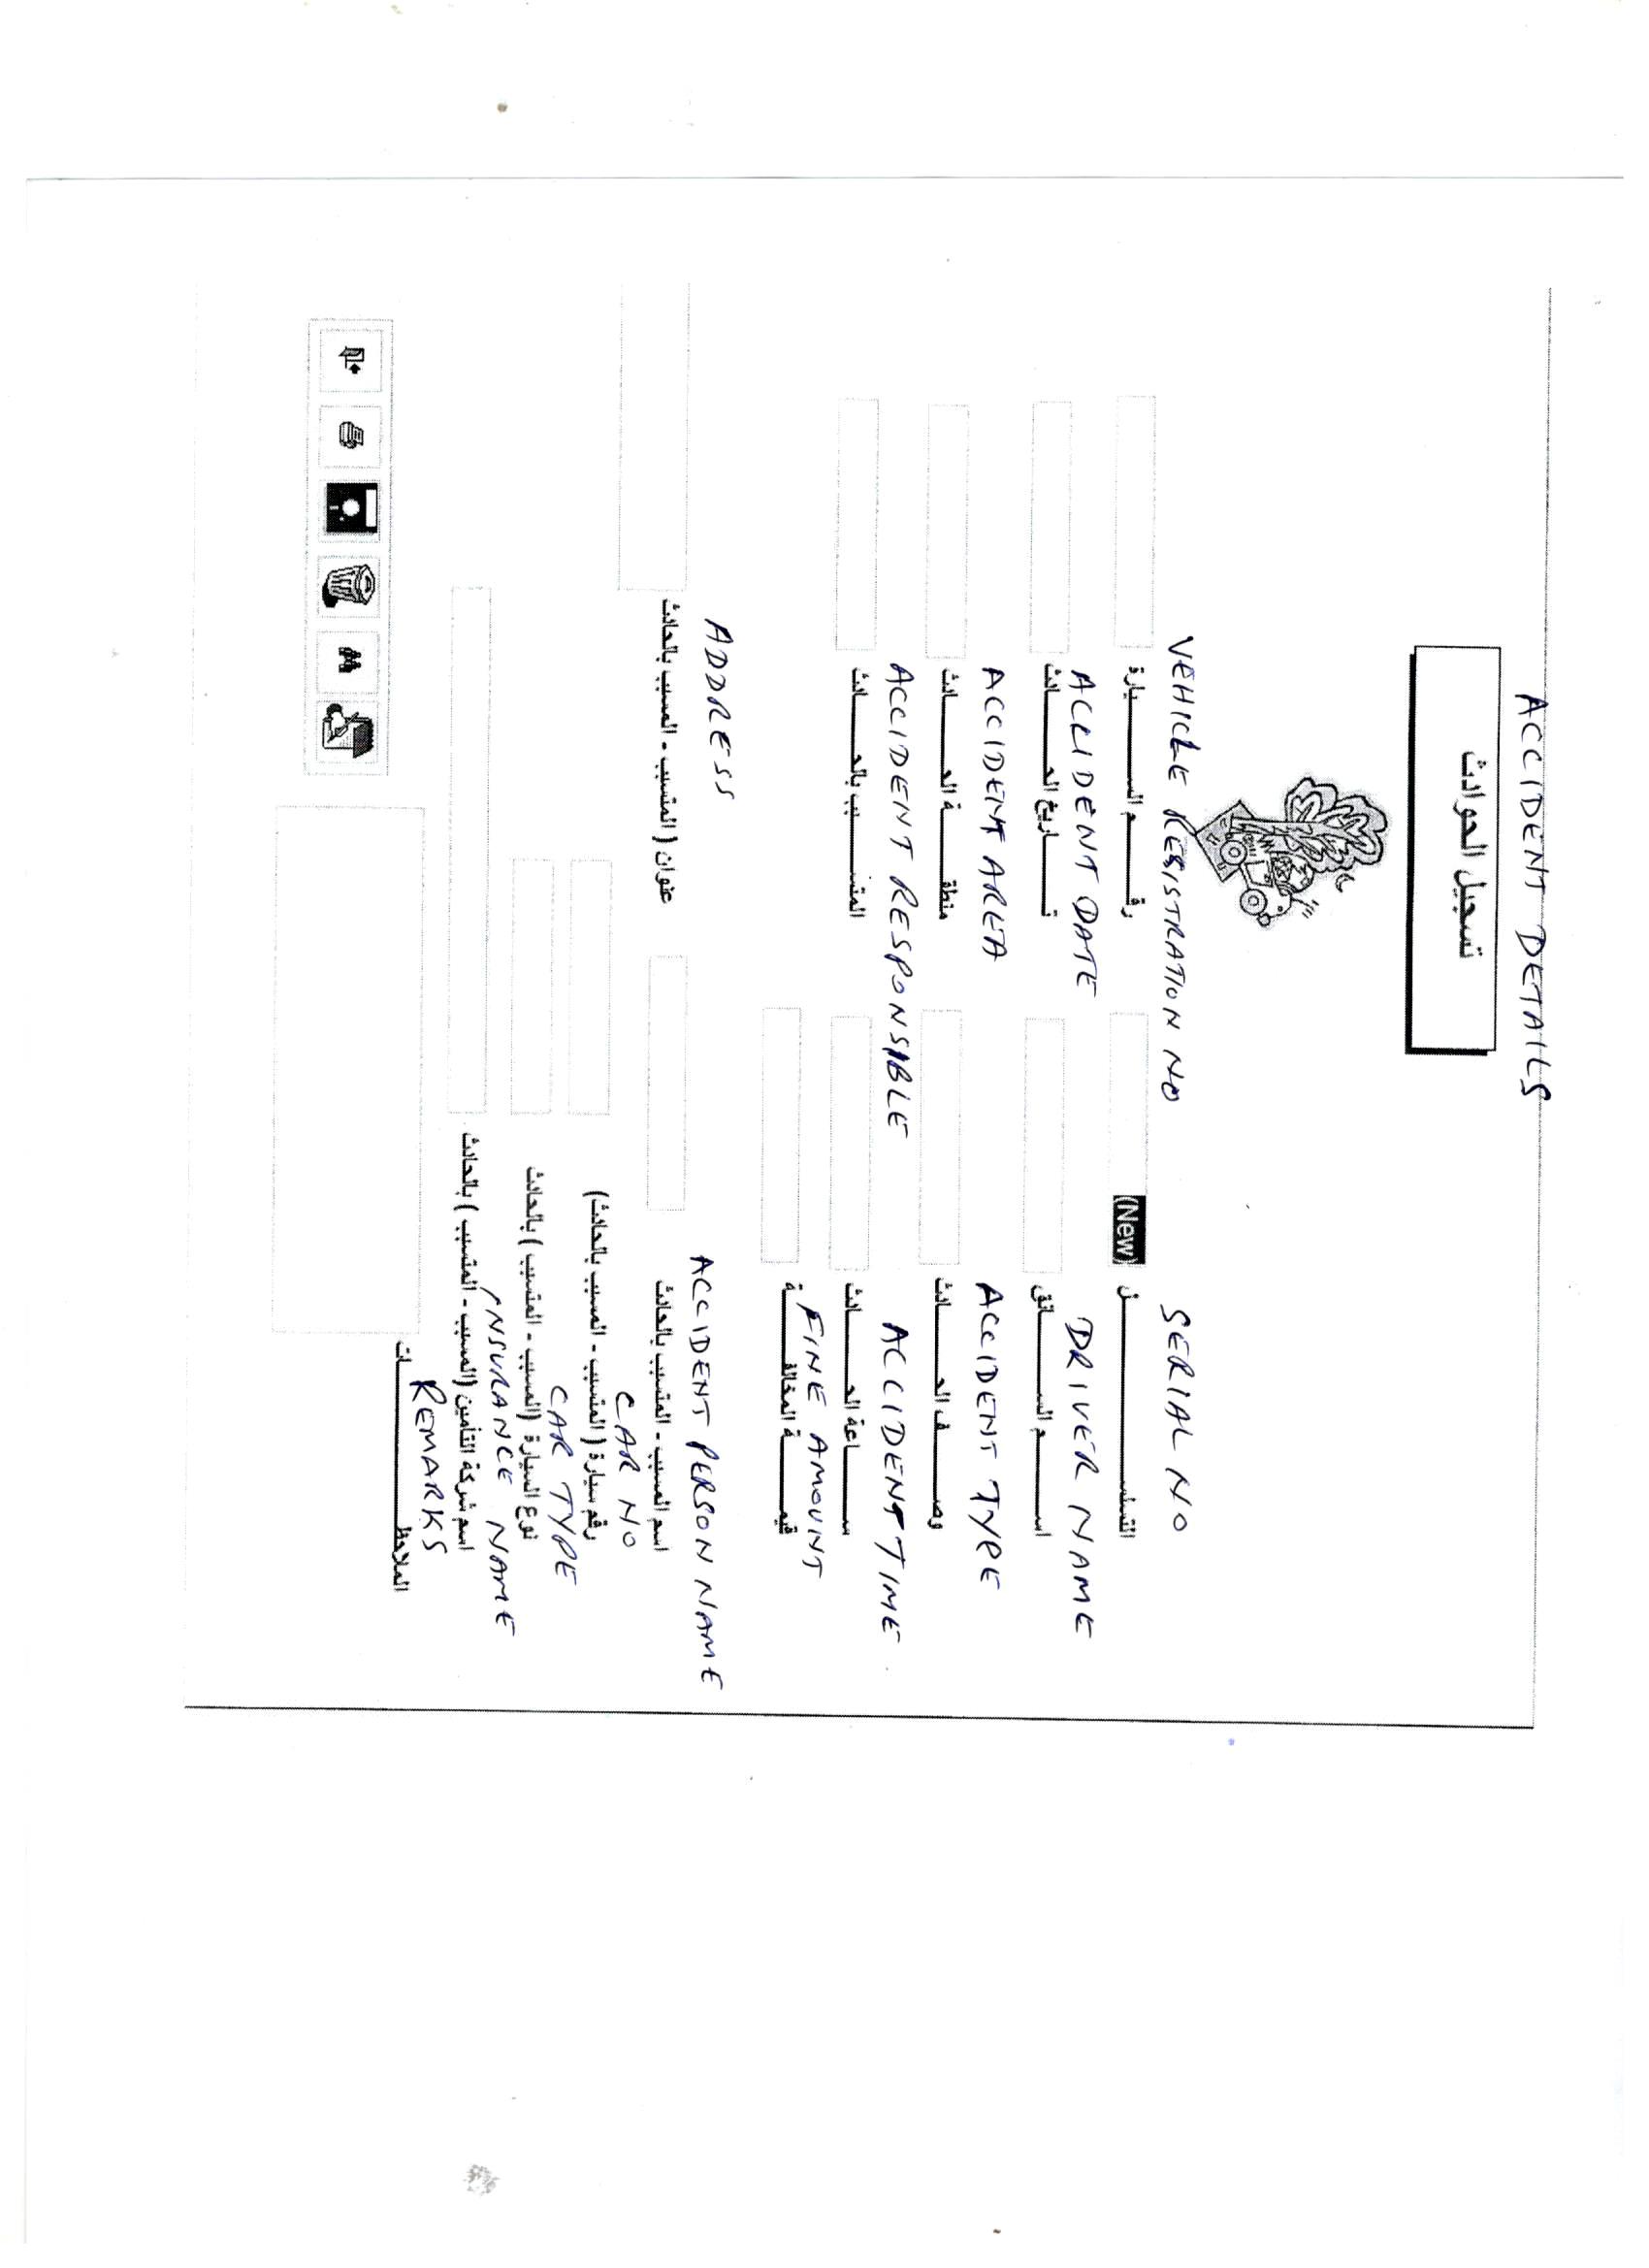 ACCIDENT DETAILS
تسجيل الحوادث
SERIAL NO
VEHICLE REGISTRATION NO
التسلسل
(New)
رقم السيارة
DRIVER NAME
ACCIDENT DATE
اسم السائق
تاريخ الحادث
ACCIDENT TYPE
ACCIDENT AREA
وصف الحادث
منطقة الحادث
ACCIDENT TIME
ACCIDENT RESPONSIBLE
ساعة الحادث
المتسبب بالحادث
FINE AMOUNT
قيمة المخالفة
ACCIDENT PERSON NAME
ADDRESS
اسم المسبب - المتسبب بالحادث
عنوان (المتسبب - المسبب بالحادث
CAR NO
رقم سيارة (المتسبب - المسبب بالحادث)
CAR TYPE
نوع السيارة (المسبب - المتسبب) بالحادث
INSURANCE NAME
اسم شركة التأمين (المسبب - المتسبب) بالحادث
REMARKS
الملاحظات